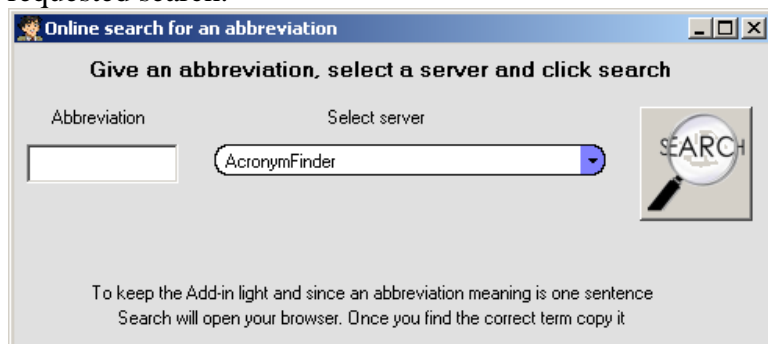 Online search for an abbreviation
Give an abbreviation, select a server and click search
Abbreviation Select server
AcronymFinder
SEARCH
To keep the Add-in light and since an abbreviation meaning is one sentence
Search will open your browser. Once you find the correct term copy it